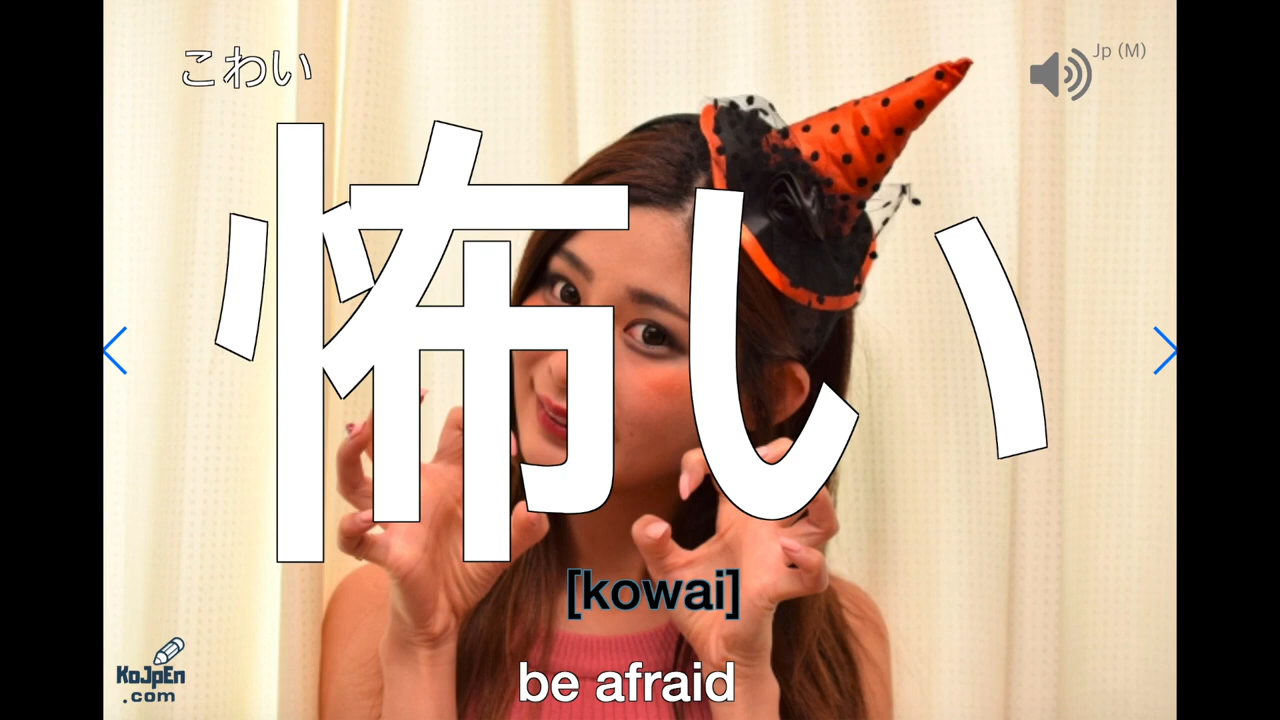 こわい
Jp (M)
怖い
[kowai]
be afraid
KoJpEn
.com